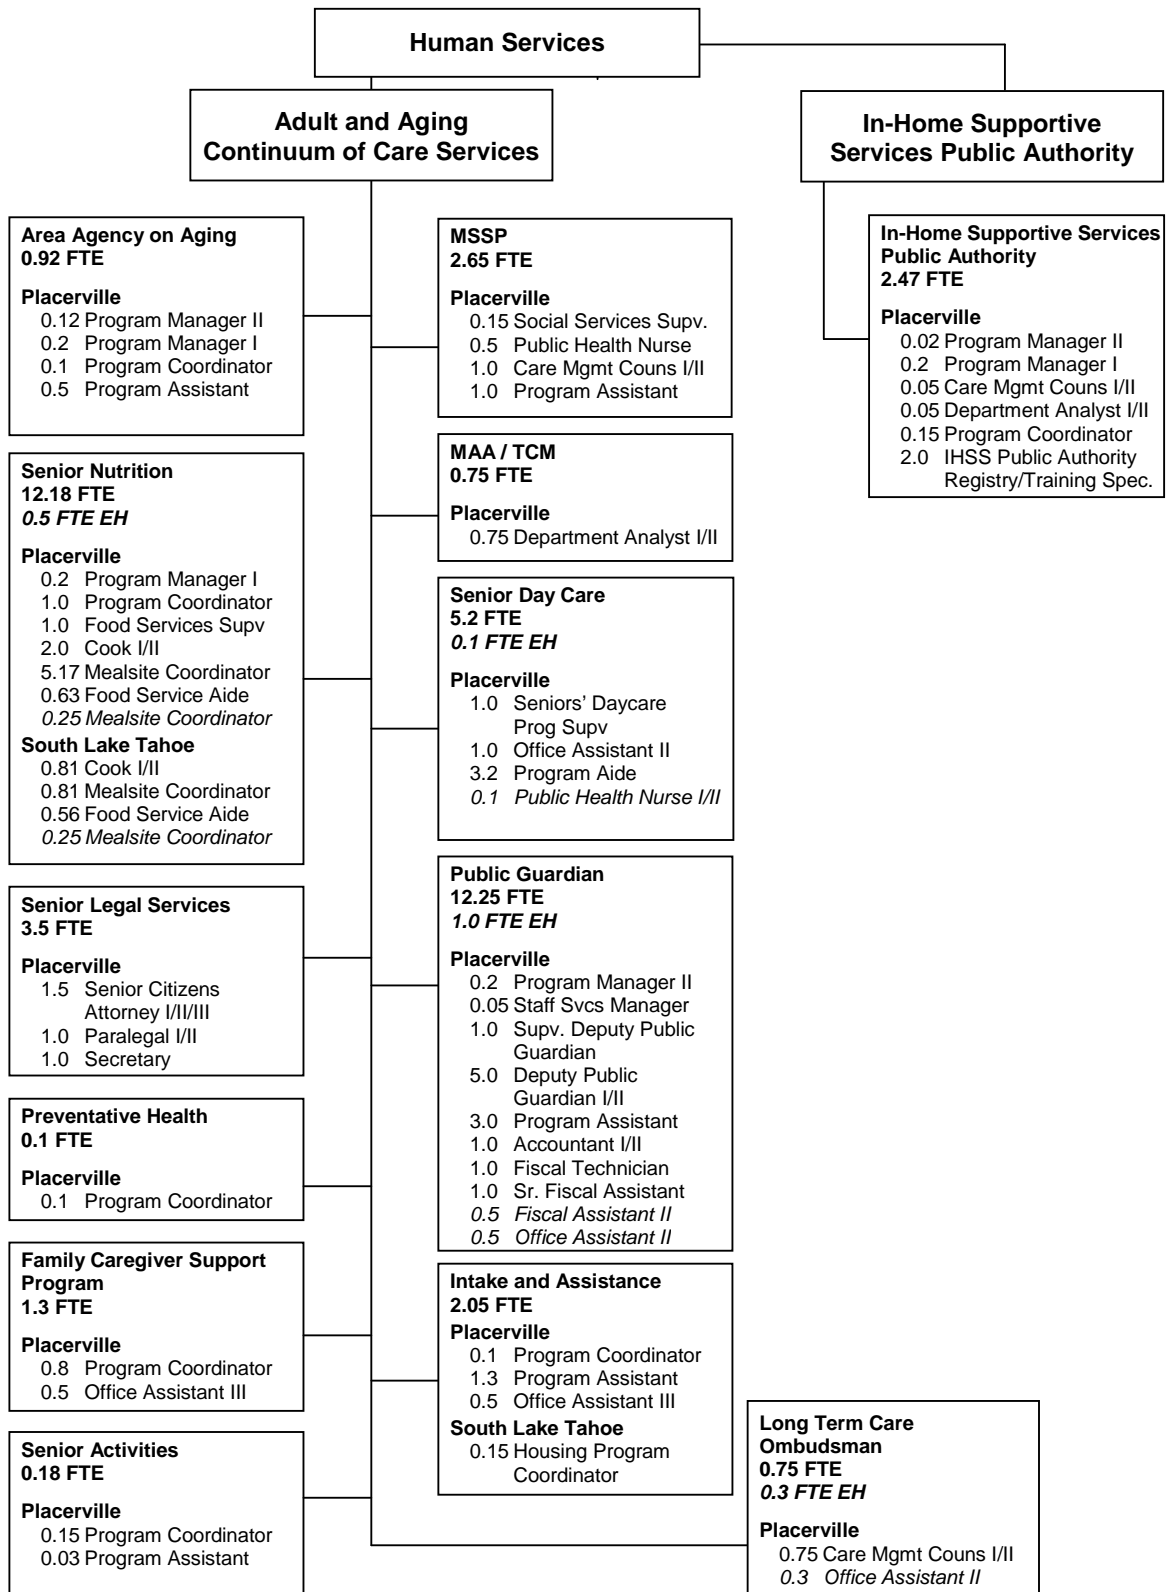 Human Services
Adult and Aging
Continuum of Care Services
In-Home Supportive
Services Public Authority
Area Agency on Aging
0.92 FTE
Placerville
0.12 Program Manager II
0.2 Program Manager I
0.1 Program Coordinator
0.5 Program Assistant
Senior Nutrition
12.18 FTE
0.5 FTE EH
Placerville
0.2 Program Manager I
1.0 Program Coordinator
1.0 Food Services Supv
2.0 Cook I/II
5.17 Mealsite Coordinator
0.63 Food Service Aide
0.25 Mealsite Coordinator
South Lake Tahoe
0.81 Cook I/II
0.81 Mealsite Coordinator
0.56 Food Service Aide
0.25 Mealsite Coordinator
Senior Legal Services
3.5 FTE
Placerville
1.5 Senior Citizens
Attorney I/II/III
1.0 Paralegal I/II
1.0 Secretary
Preventative Health
0.1 FTE
Placerville
0.1 Program Coordinator
Family Caregiver Support
Program
1.3 FTE
Placerville
0.8 Program Coordinator
0.5 Office Assistant III
Senior Activities
0.18 FTE
Placerville
0.15 Program Coordinator
0.03 Program Assistant
MSSP
2.65 FTE
Placerville
0.15 Social Services Supv.
0.5 Public Health Nurse
1.0 Care Mgmt Couns I/II
1.0 Program Assistant
MAA / TCM
0.75 FTE
Placerville
0.75 Department Analyst I/II
Senior Day Care
5.2 FTE
0.1 FTE EH
Placerville
1.0 Seniors' Daycare
Prog Supv
1.0 Office Assistant II
3.2 Program Aide
0.1 Public Health Nurse I/II
Public Guardian
12.25 FTE
1.0 FTE EH
Placerville
0.2 Program Manager II
0.05 Staff Svcs Manager
1.0 Supv. Deputy Public
Guardian
5.0 Deputy Public
Guardian I/II
3.0 Program Assistant
1.0 Accountant I/II
1.0 Fiscal Technician
1.0 Sr. Fiscal Assistant
0.5 Fiscal Assistant II
0.5 Office Assistant II
Intake and Assistance
2.05 FTE
Placerville
0.1 Program Coordinator
1.3 Program Assistant
0.5 Office Assistant III
South Lake Tahoe
0.15 Housing Program
Coordinator
In-Home Supportive Services
Public Authority
2.47 FTE
Placerville
0.02 Program Manager II
0.2 Program Manager I
0.05 Care Mgmt Couns I/II
0.05 Department Analyst I/II
0.15 Program Coordinator
2.0 IHSS Public Authority
Registry/Training Spec.
Long Term Care
Ombudsman
0.75 FTE
0.3 FTE EH
Placerville
0.75 Care Mgmt Couns I/II
0.3 Office Assistant II